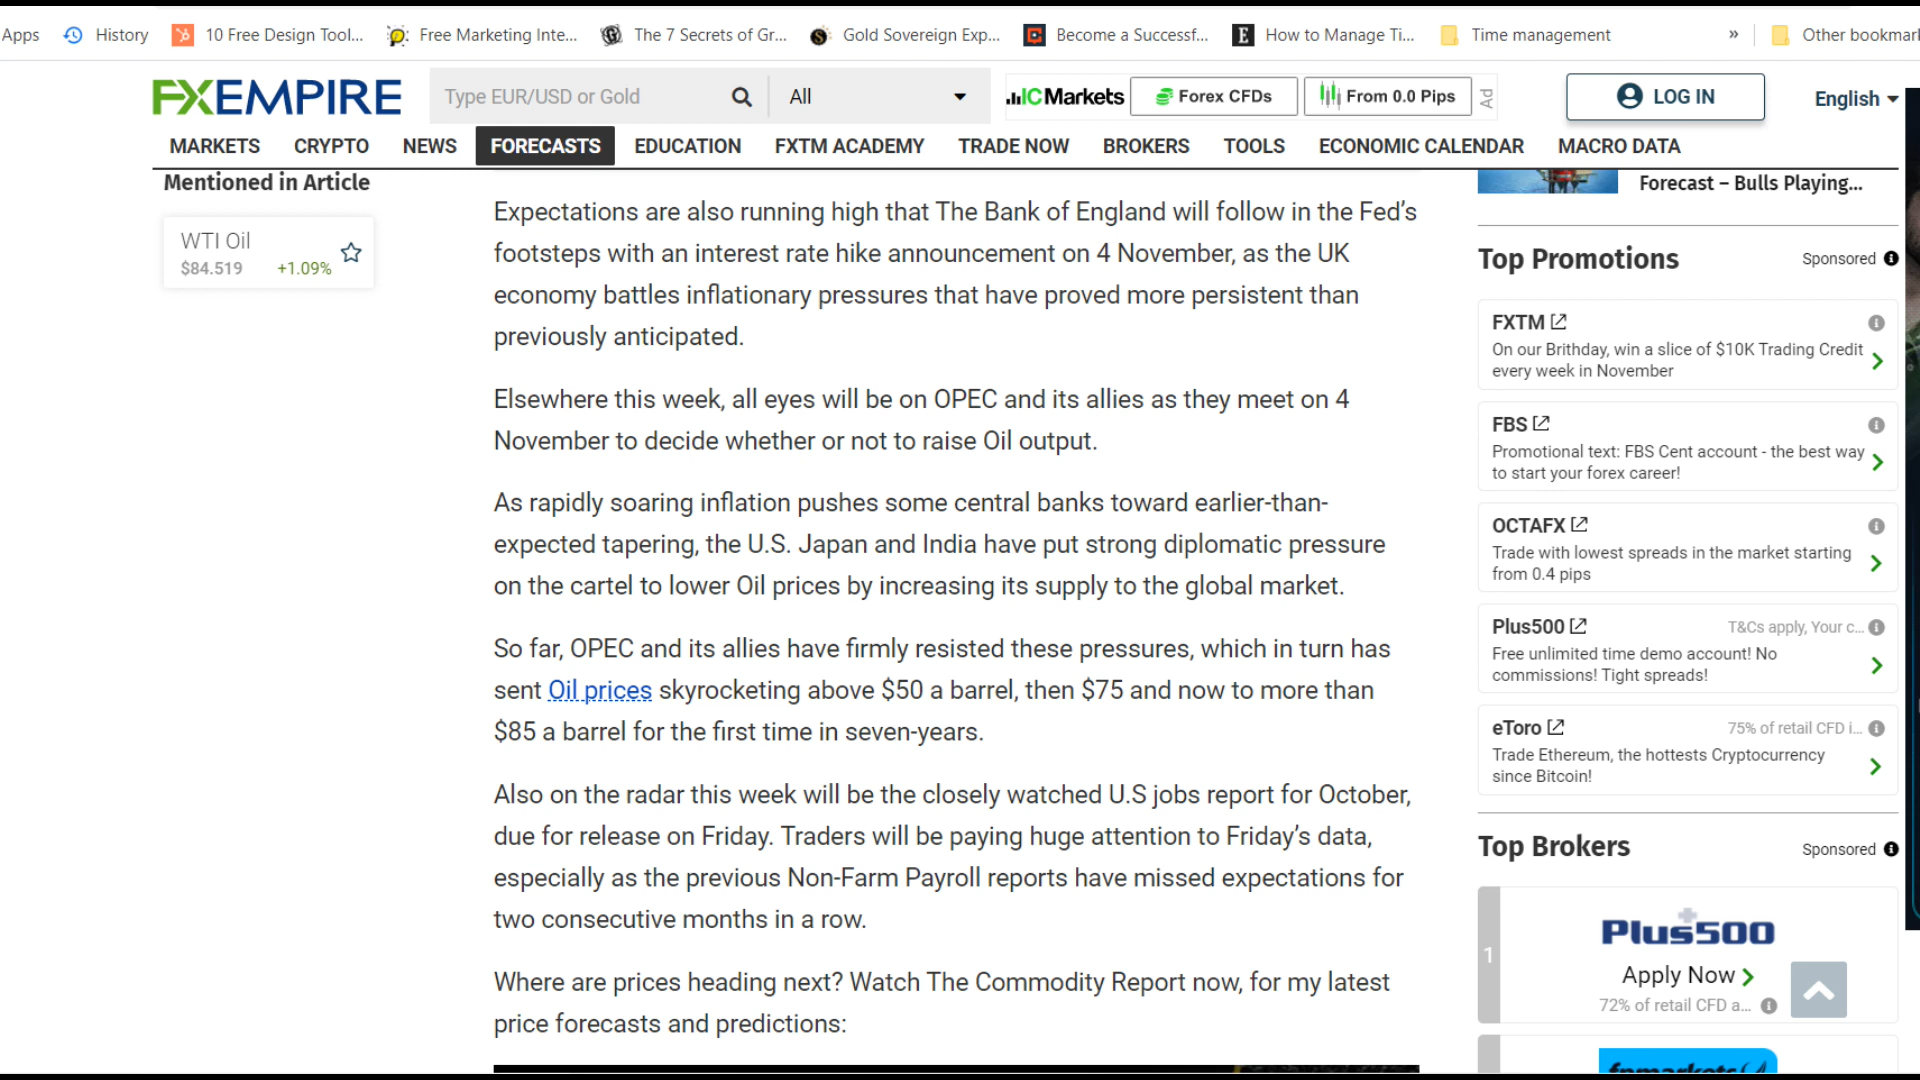 Apps History 10 Free Design Tool... Free Marketing Inte... The 7 Secrets of Gr... Gold Sovereign Exp... Become a Successf... E How to Manage Ti... Time management » Other bookmark
FXEMPIRE Type EUR/USD or Gold All ICMarkets Forex CFDs From 0.0 Pips Ad LOG IN English
MARKETS CRYPTO NEWS FORECASTS EDUCATION FXTM ACADEMY TRADE NOW BROKERS TOOLS ECONOMIC CALENDAR MACRO DATA
Mentioned in Article
WTI Oil
$84.519 +1.09%
Expectations are also running high that The Bank of England will follow in the Fed’s
footsteps with an interest rate hike announcement on 4 November, as the UK
economy battles inflationary pressures that have proved more persistent than
previously anticipated.
Elsewhere this week, all eyes will be on OPEC and its allies as they meet on 4
November to decide whether or not to raise Oil output.
As rapidly soaring inflation pushes some central banks toward earlier-than-
expected tapering, the U.S. Japan and India have put strong diplomatic pressure
on the cartel to lower Oil prices by increasing its supply to the global market.
So far, OPEC and its allies have firmly resisted these pressures, which in turn has
sent Oil prices skyrocketing above $50 a barrel, then $75 and now to more than
$85 a barrel for the first time in seven-years.
Also on the radar this week will be the closely watched U.S jobs report for October,
due for release on Friday. Traders will be paying huge attention to Friday’s data,
especially as the previous Non-Farm Payroll reports have missed expectations for
two consecutive months in a row.
Where are prices heading next? Watch The Commodity Report now, for my latest
price forecasts and predictions:
Forecast – Bulls Playing...
Top Promotions Sponsored
FXTM
On our Brithday, win a slice of $10K Trading Credit
every week in November
FBS
Promotional text: FBS Cent account - the best way
to start your forex career!
OCTAFX
Trade with lowest spreads in the market starting
from 0.4 pips
Plus500 T&Cs apply, Your c...
Free unlimited time demo account! No
commissions! Tight spreads!
eToro 75% of retail CFD i...
Trade Ethereum, the hottests Cryptocurrency
since Bitcoin!
Top Brokers Sponsored
1
Plus500
Apply Now
72% of retail CFD a...